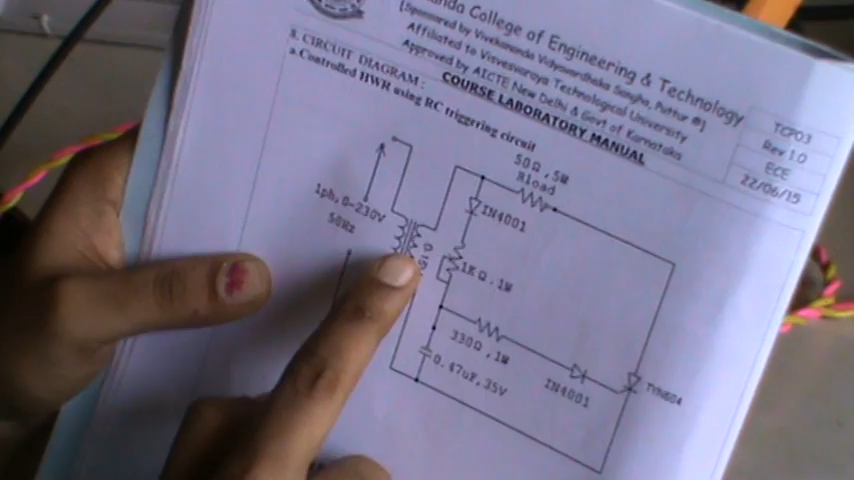 nda College of Engineering & Technology
[Sponsored by Vivekananda Vidyavardhaka Sangha, Puttur ®]
Affiliated to Visvesvaraya Technological University
Approved by AICTE New Delhi & Govt of Karnataka
COURSE LABORATORY MANUAL
TCP03
Rev 1.0
ECE
22/06/15
8. CIRCUIT DIAGRAM :
a. Controlled HWR using RC triggering circuit
50Ω, 5W
Rload
1ph, 0-230V
50Hz
IN4001
1KΩ, 1W
330Ω, 1W
0.47uF, 35V
IN4001
TYN604